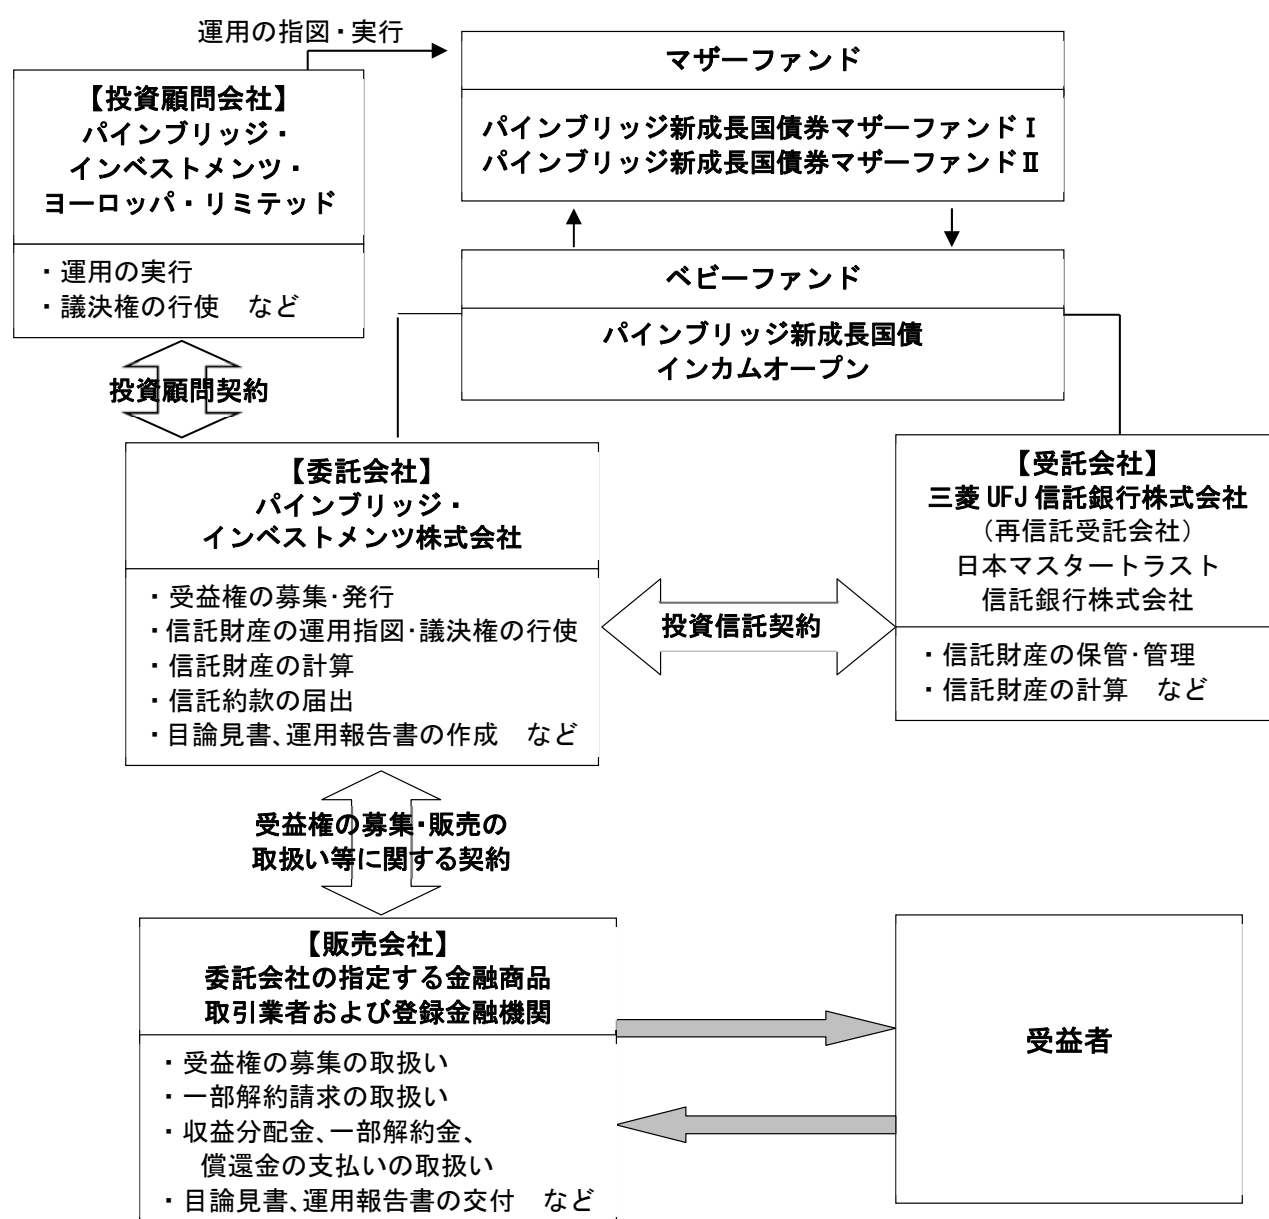 運用の指図・実行
マザーファンド
パインブリッジ新成長国債券マザーファンドⅠ
パインブリッジ新成長国債券マザーファンドⅡ
【投資顧問会社】
パインブリッジ・
インベストメンツ・
ヨーロッパ・リミテッド
・運用の実行
・議決権の行使　など
ベビーファンド
パインブリッジ新成長国債
インカムオープン
投資顧問契約
【委託会社】
パインブリッジ・
インベストメンツ株式会社
・受益権の募集・発行
・信託財産の運用指図・議決権の行使
・信託財産の計算
・信託約款の届出
・目論見書、運用報告書の作成　など
投資信託契約
【受託会社】
三菱 UFJ 信託銀行株式会社
（再信託受託会社）
日本マスタートラスト
信託銀行株式会社
・信託財産の保管・管理
・信託財産の計算　など
受益権の募集・販売の
取扱い等に関する契約
【販売会社】
委託会社の指定する金融商品
取引業者および登録金融機関
・受益権の募集の取扱い
・一部解約請求の取扱い
・収益分配金、一部解約金、
償還金の支払いの取扱い
・目論見書、運用報告書の交付　など
受益者